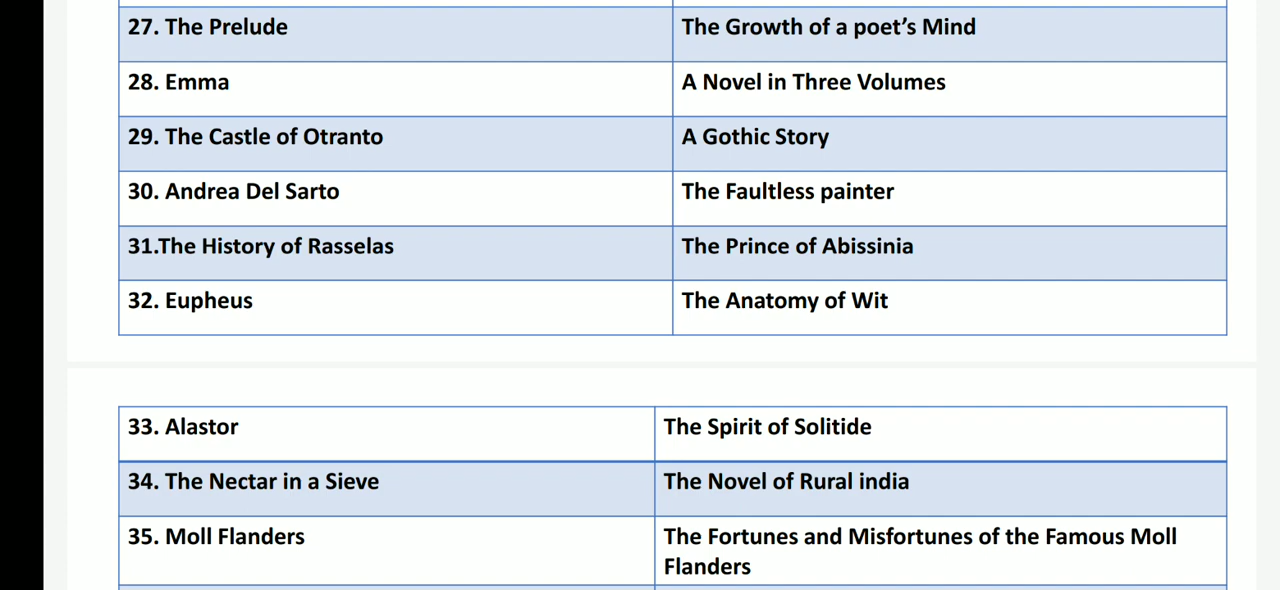 27. The Prelude The Growth of a poet’s Mind
28. Emma A Novel in Three Volumes
29. The Castle of Otranto A Gothic Story
30. Andrea Del Sarto The Faultless painter
31.The History of Rasselas The Prince of Abissinia
32. Eupheus The Anatomy of Wit
33. Alastor The Spirit of Solitide
34. The Nectar in a Sieve The Novel of Rural india
35. Moll Flanders The Fortunes and Misfortunes of the Famous Moll
Flanders